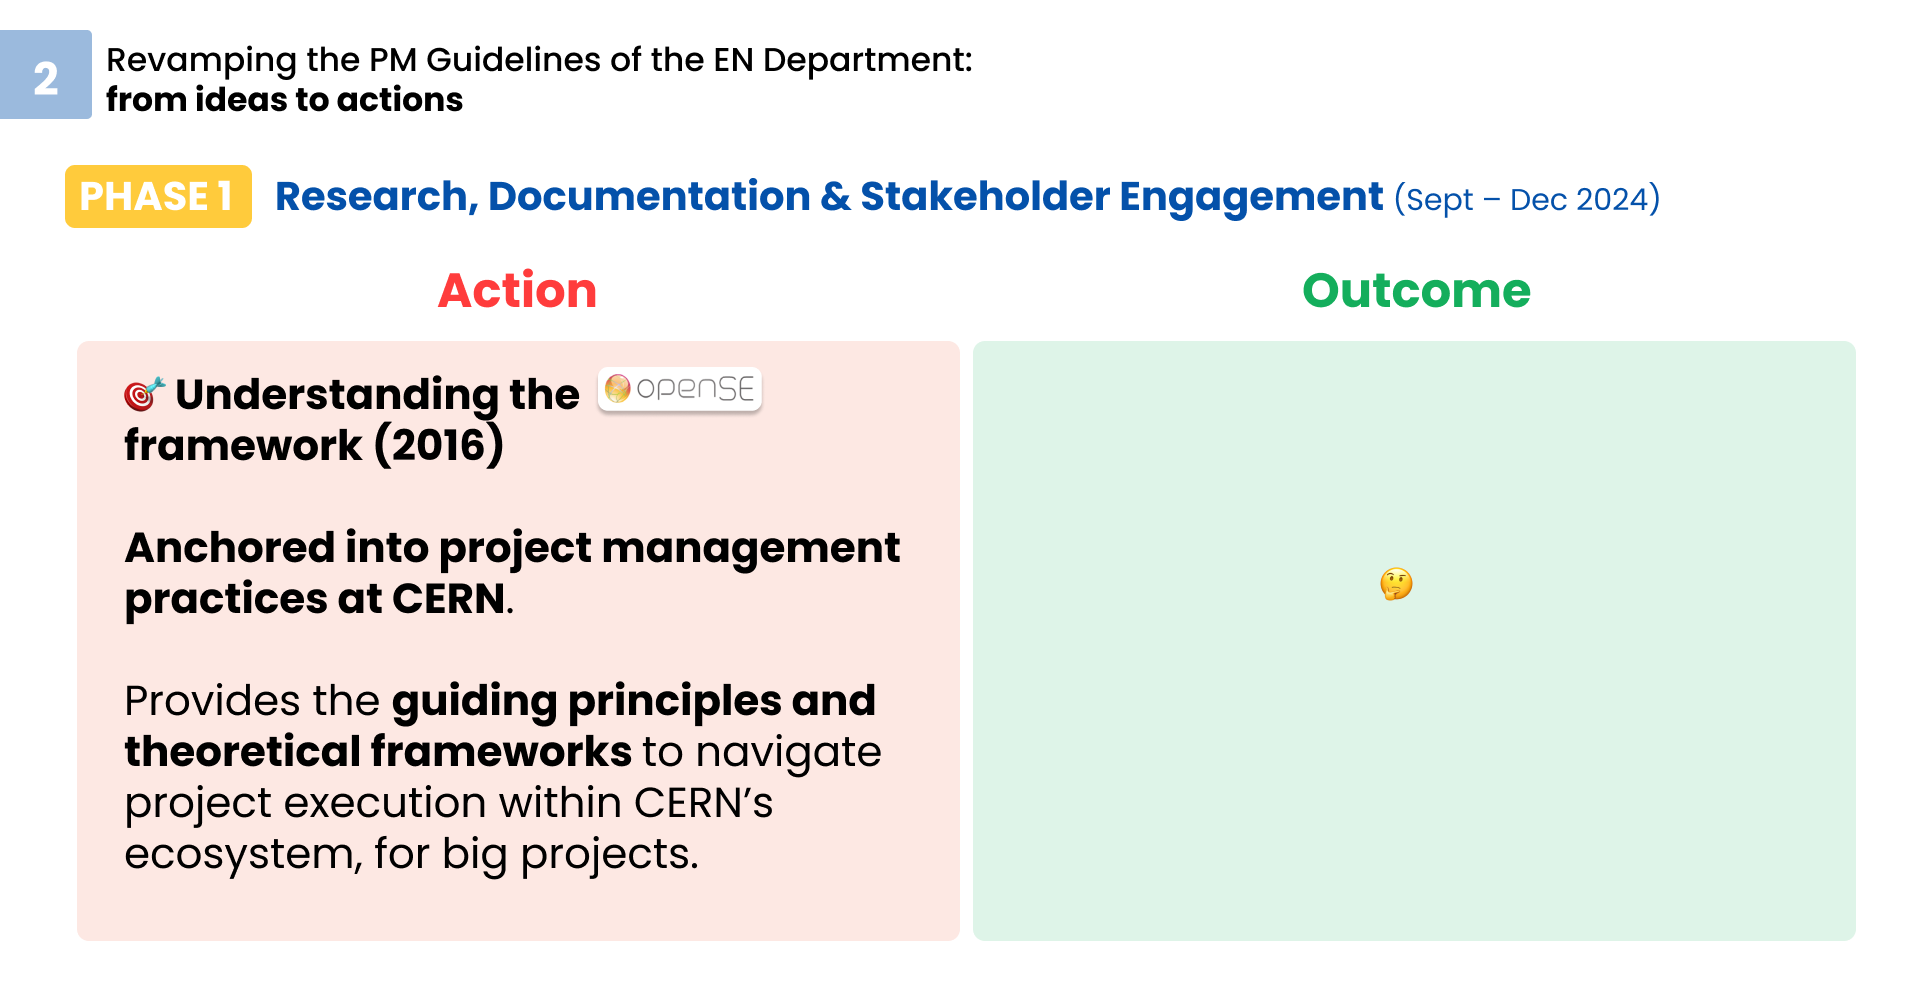 2
Revamping the PM Guidelines of the EN Department:
from ideas to actions
PHASE 1
Research, Documentation & Stakeholder Engagement (Sept – Dec 2024)
Action
🎯 Understanding the openSE
framework (2016)
Anchored into project management
practices at CERN.
Provides the guiding principles and
theoretical frameworks to navigate
project execution within CERN’s
ecosystem, for big projects.
Outcome
🤔